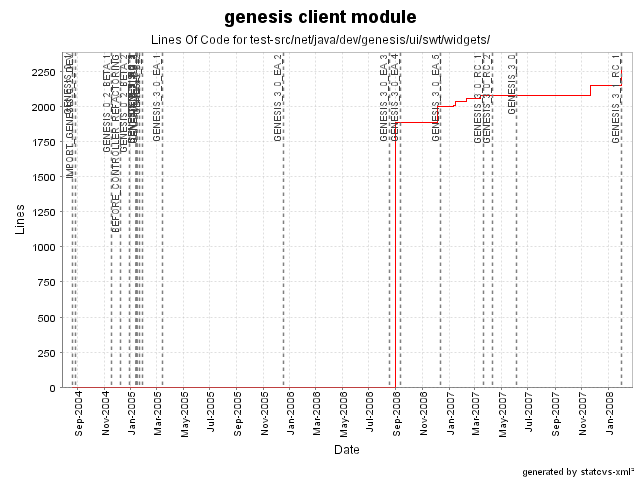 genesis client module
Lines Of Code for test-src/net/java/dev/genesis/ui/swt/widgets/
Lines
2250
2000
1750
1500
1250
1000
750
500
250
0
GENESIS_0_2_BETA_1
BEFORE_CONTROLLER_REFACTORING
GENESIS_3_0_EA_1
GENESIS_3_0_EA_2
GENESIS_3_0_EA_3
GENESIS_3_0_EA_4
GENESIS_3_0_EA_5
GENESIS_3_0_RC_1
GENESIS_3_0_RC_2
GENESIS_3_0
GENESIS_3_1_RC_1
Sep-2004
Nov-2004
Jan-2005
Mar-2005
May-2005
Jul-2005
Sep-2005
Nov-2005
Jan-2006
Mar-2006
May-2006
Jul-2006
Sep-2006
Nov-2006
Jan-2007
Mar-2007
May-2007
Jul-2007
Sep-2007
Nov-2007
Jan-2008
Date
generated by statcvs-xml²